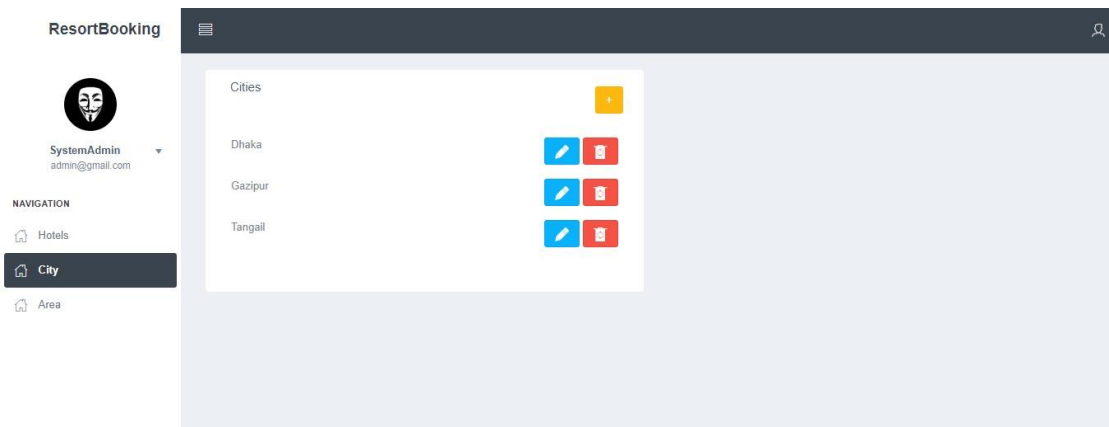 ResortBooking
SystemAdmin
admin@gmail.com
NAVIGATION
Hotels
City
Area
Cities
+
Dhaka
Gazipur
Tangail